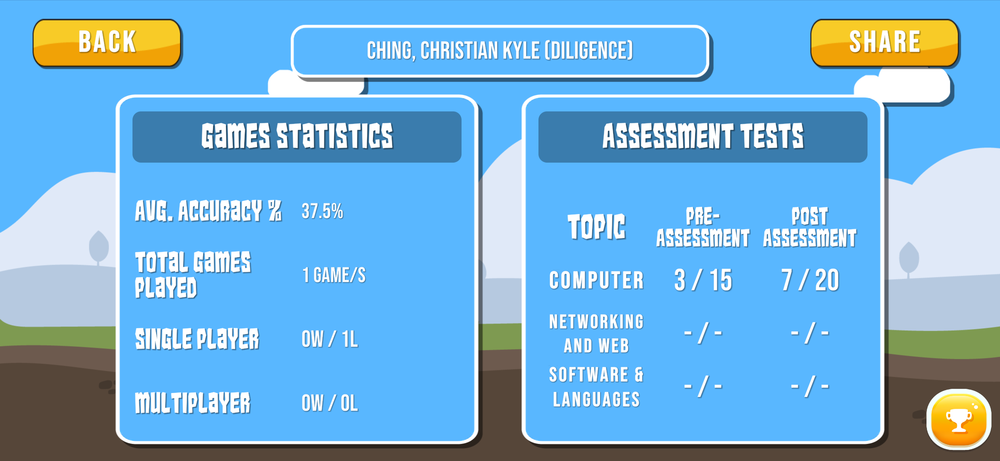 BACK
CHING, CHRISTIAN KYLE (DILIGENCE)
SHARE
GAMES STATISTICS
AVG. ACCURACY % 37.5%
TOTAL GAMES
PLAYED
1 GAME/S
SINGLE PLAYER 0W / 1L
MULTIPLAYER 0W / 0L
ASSESSMENT TESTS
TOPIC
PRE-
ASSESSMENT
POST
ASSESSMENT
COMPUTER 3 / 15 7 / 20
NETWORKING
AND WEB
- / - - / -
SOFTWARE &
LANGUAGES
- / - - / -